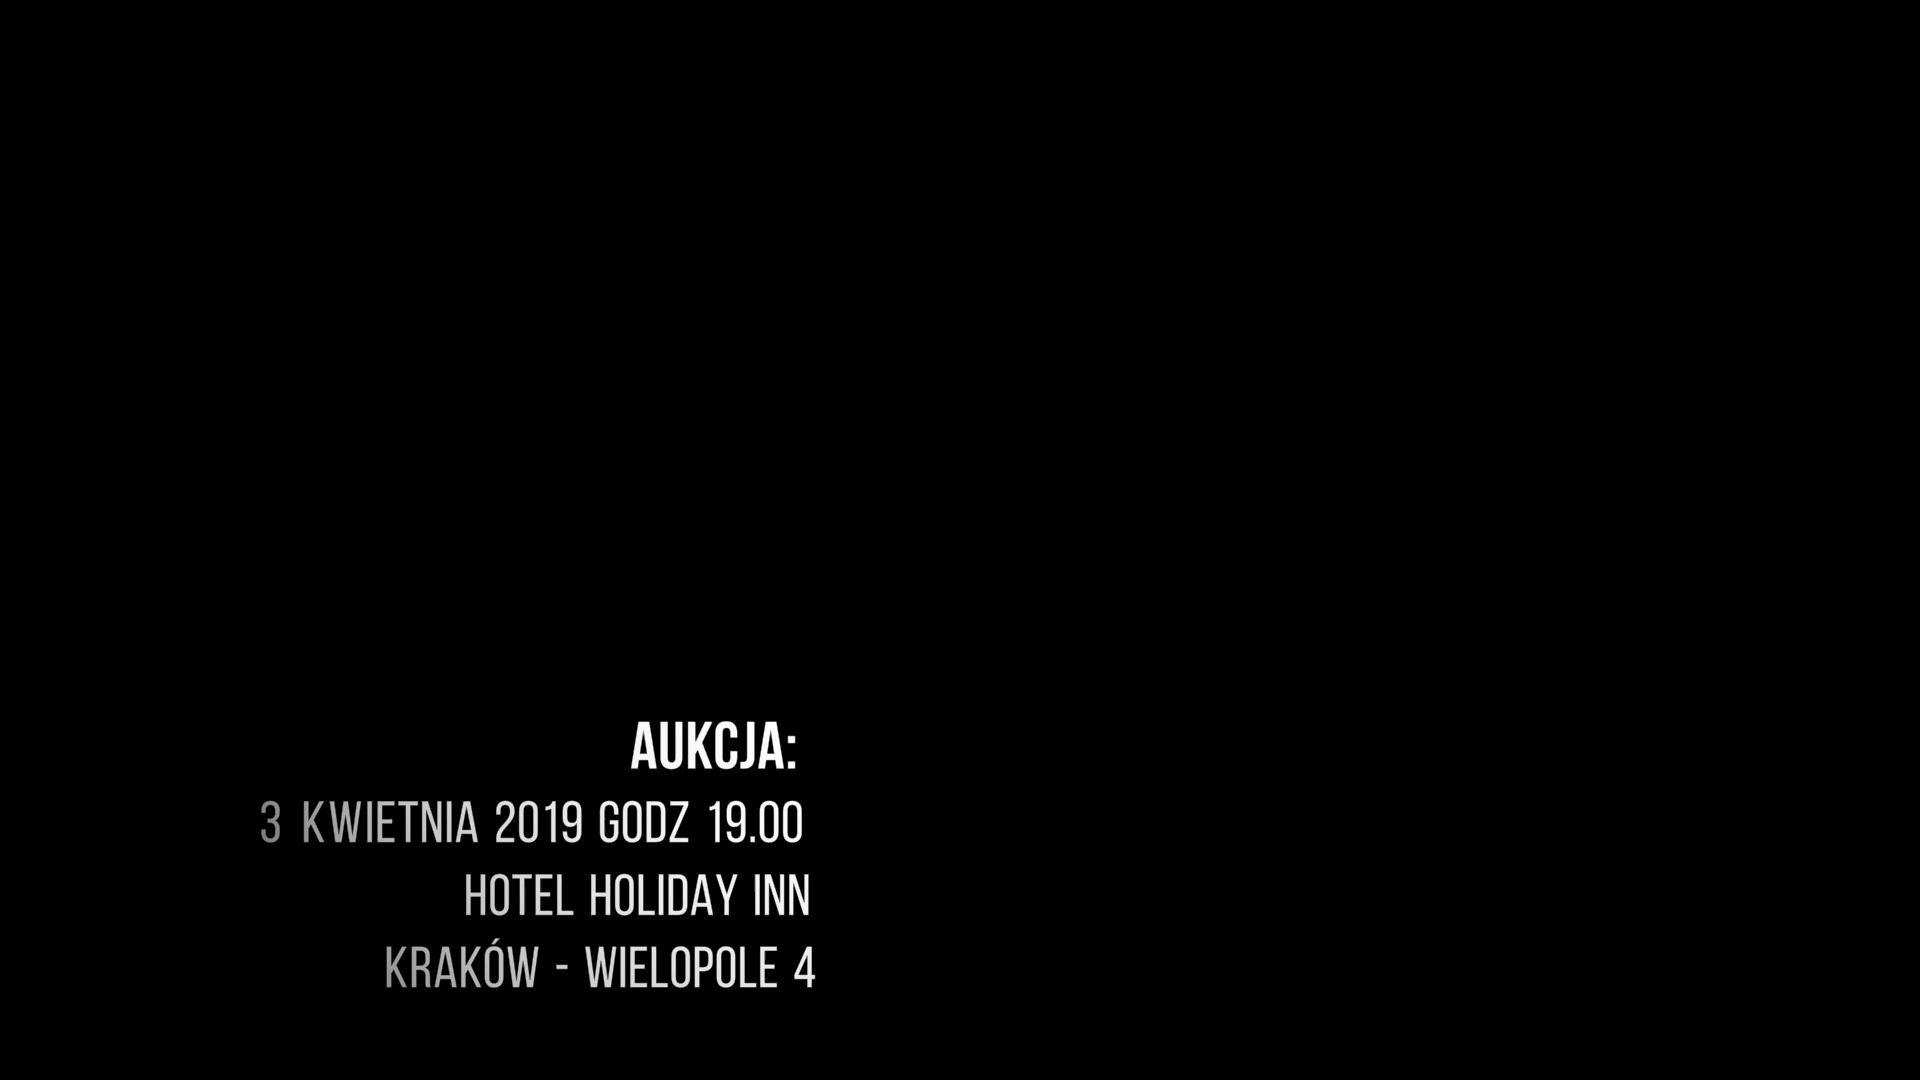 AUKCJA:
3 KWIETNIA 2019 GODZ 19.00
HOTEL HOLIDAY INN
KRAKÓW - WIELOPOLE 4